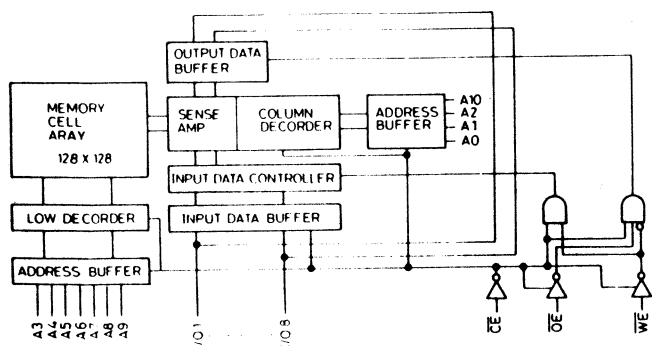 OUTPUT DATA
BUFFER
MEMORY
CELL
ARAY
128 x 128
SENSE
AMP
COLUMN
DECORDER
ADDRESS
BUFFER
A10
A2
A1
A0
INPUT DATA CONTROLLER
LOW DECORDER
INPUT DATA BUFFER
ADDRESS BUFFER
A3
A4
A5
A6
A7
A8
A9
I/O 1
I/O 8
CE
OE
WE